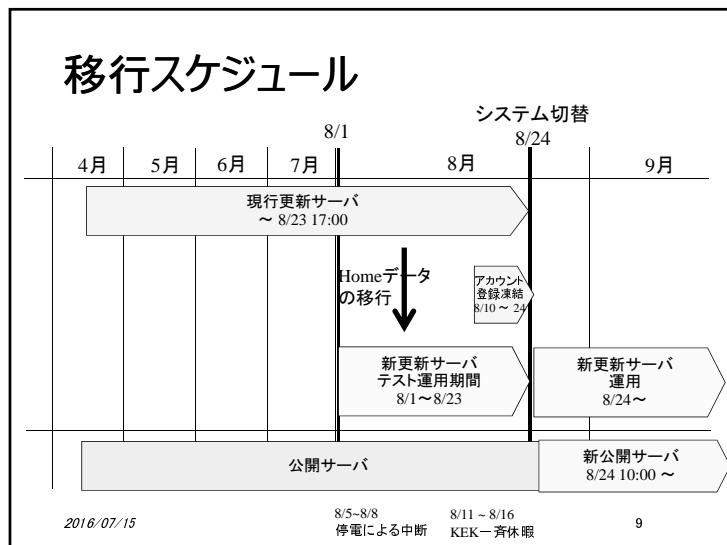 移行スケジュール
システム切替
8/1
8/24
4月
5月
6月
7月
8月
9月
現行更新サーバ
～ 8/23 17:00
Homeデータ
の移行
アカウント
登録凍結
8/10 ～ 24
新更新サーバ
テスト運用期間
8/1～8/23
新更新サーバ
運用
8/24～
公開サーバ
新公開サーバ
8/24 10:00 ～
2016/07/15
8/5~8/8
停電による中断
8/11 ~ 8/16
KEK一斉休暇
9